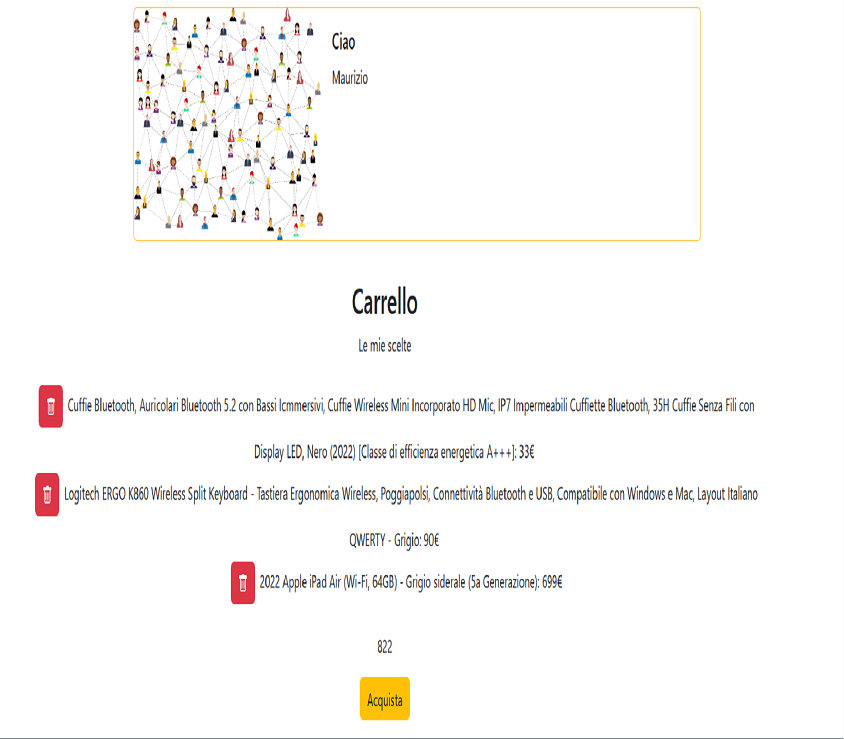 Ciao
Maurizio
Carrello
Le mie scelte
Cuffie Bluetooth, Auricolari Bluetooth 5.2 con Bassi Icmmersivi, Cuffie Wireless Mini Incorporato HD Mic, IP7 Impermeabili Cuffiette Bluetooth, 35H Cuffie Senza Fili con
Display LED, Nero (2022) [Classe di efficienza energetica A+++]: 33€
Logitech ERGO K860 Wireless Split Keyboard - Tastiera Ergonomica Wireless, Poggiapolsi, Connettività Bluetooth e USB, Compatibile con Windows e Mac, Layout Italiano
QWERTY - Grigio: 90€
2022 Apple iPad Air (Wi-Fi, 64GB) - Grigio siderale (5a Generazione): 699€
822
Acquista